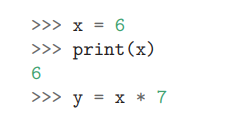 >>> x = 6
>>> print(x)
6
>>> y = x * 7